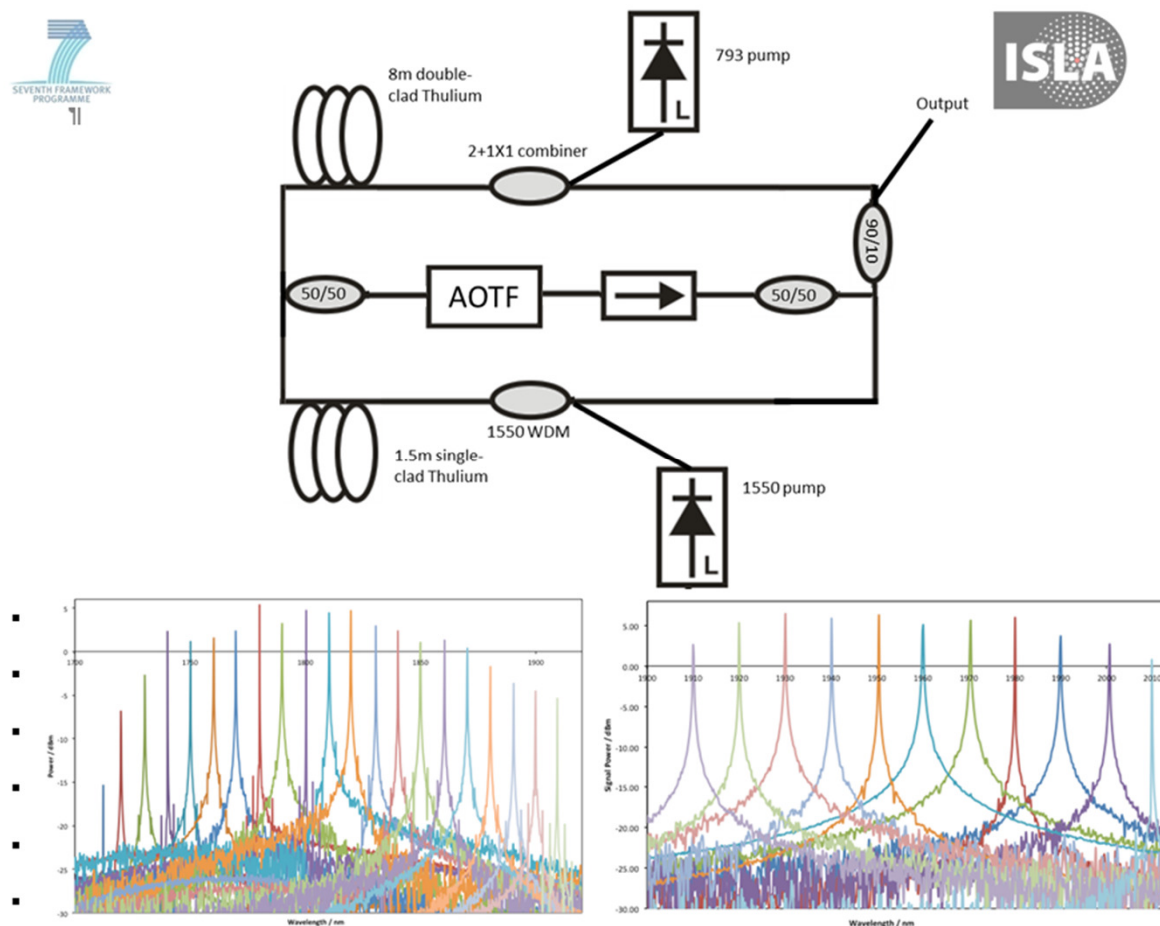 SEVENTH FRAMEWORK
PROGRAMME
ISLA
8m double-
clad Thulium
793 pump
L
Output
2+1X1 combiner
90/10
50/50
AOTF
50/50
1550 WDM
1.5m single-
clad Thulium
1550 pump
L
5
0
-5
-10
-15
-20
-25
-30
Power / dBm
1700
1750
1800
1850
1900
Wavelength / nm
5.00
0.00
-5.00
-10.00
-15.00
-20.00
-25.00
-30.00
Signal Power / dBm
1900
1910
1920
1930
1940
1950
1960
1970
1980
1990
2000
2010
Wavelength / nm